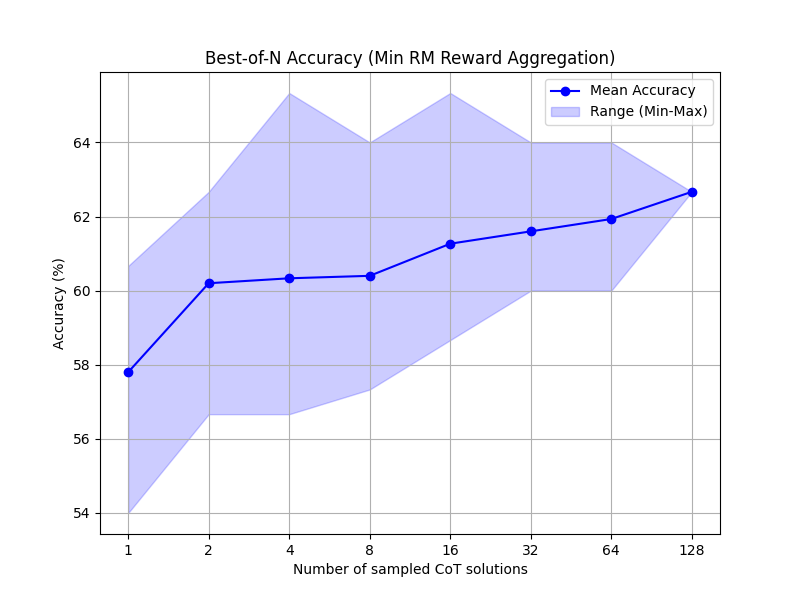 Best-of-N Accuracy (Min RM Reward Aggregation)
Mean Accuracy
Range (Min-Max)
Accuracy (%)
64
62
60
58
56
54
1 2 4 8 16 32 64 128
Number of sampled CoT solutions